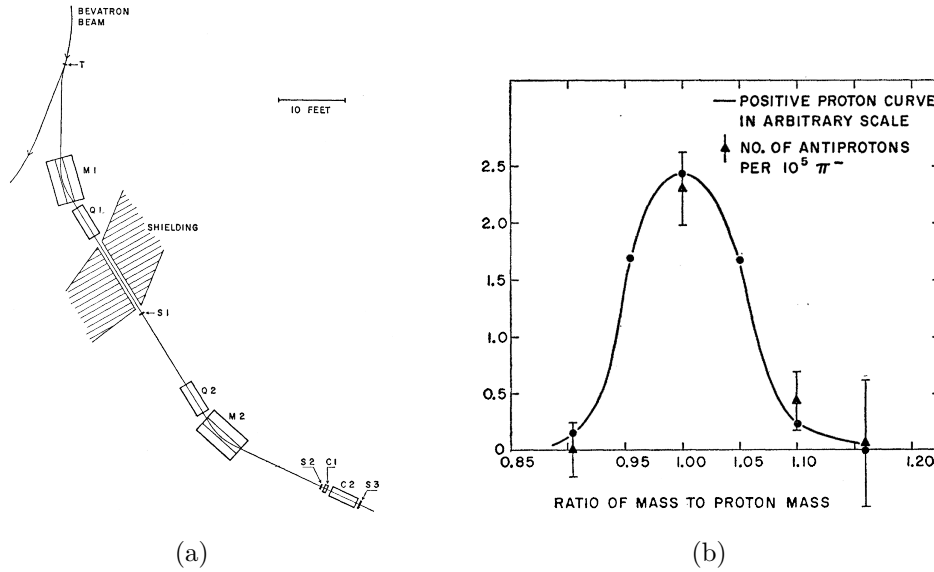 BEVATRON
BEAM
T
10 FEET
M1
Q1
SHIELDING
S1
Q2
M2
S2
C1
C2
S3
(a)
POSITIVE PROTON CURVE
IN ARBITRARY SCALE
NO. OF ANTIPROTONS
PER 10⁵ π⁻
2.5
2.0
1.5
1.0
0.5
0
0.85
0.95
1.00
1.05
1.10
1.20
RATIO OF MASS TO PROTON MASS
(b)